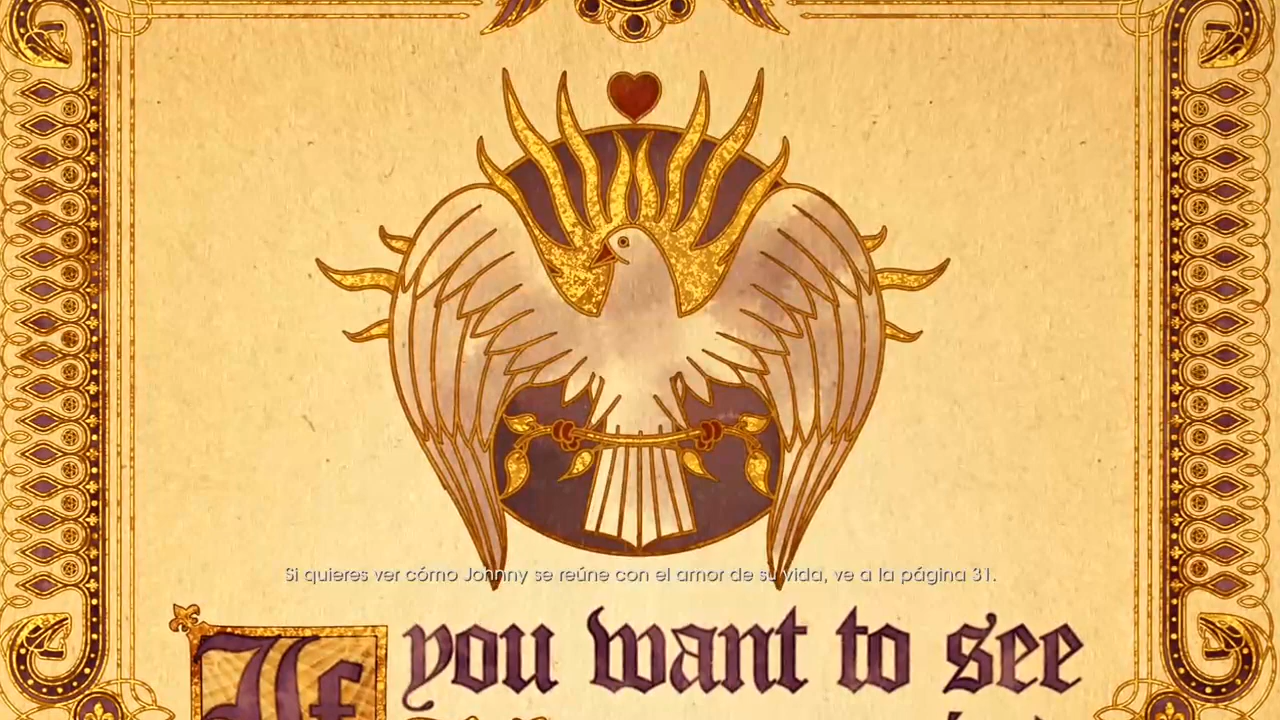 Si quieres ver cómo Johnny se reúne con el amor de su vida, ve a la página 31.
If you want to see